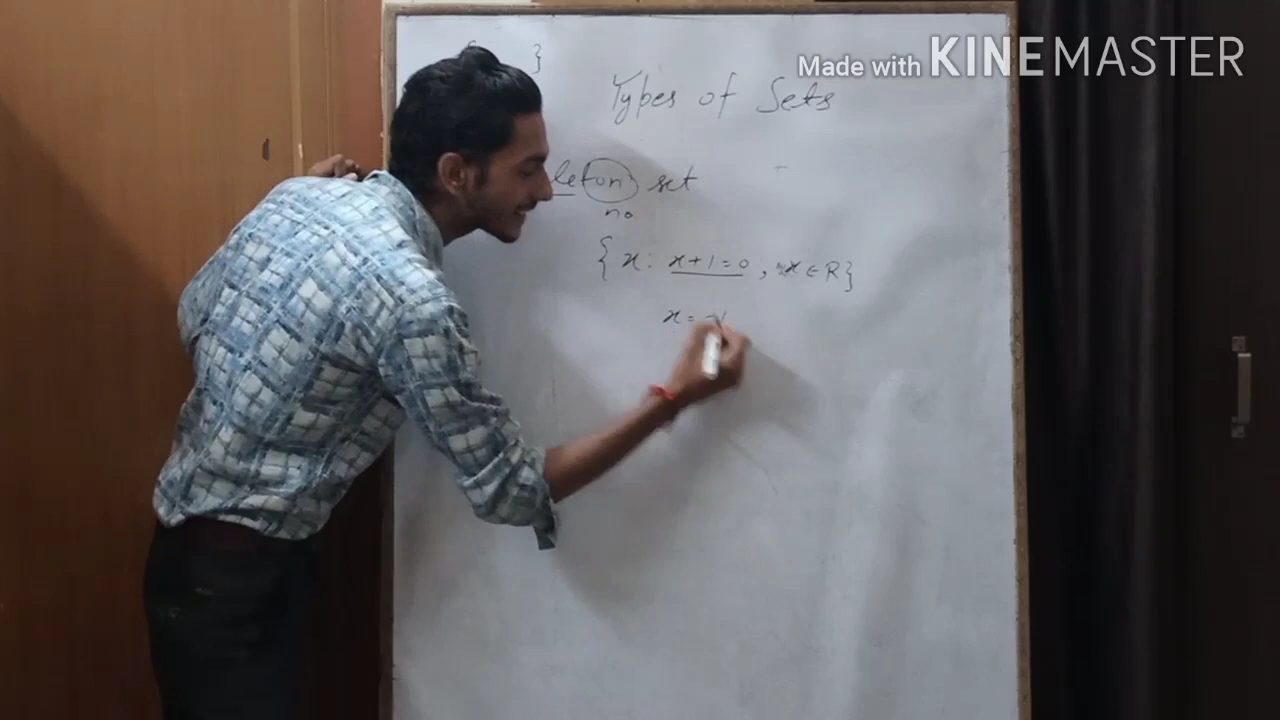 Made with KINEMASTER
}
Types of Sets
leton set
no
{ x : x+1=0 , x ∈ R }
x = -1